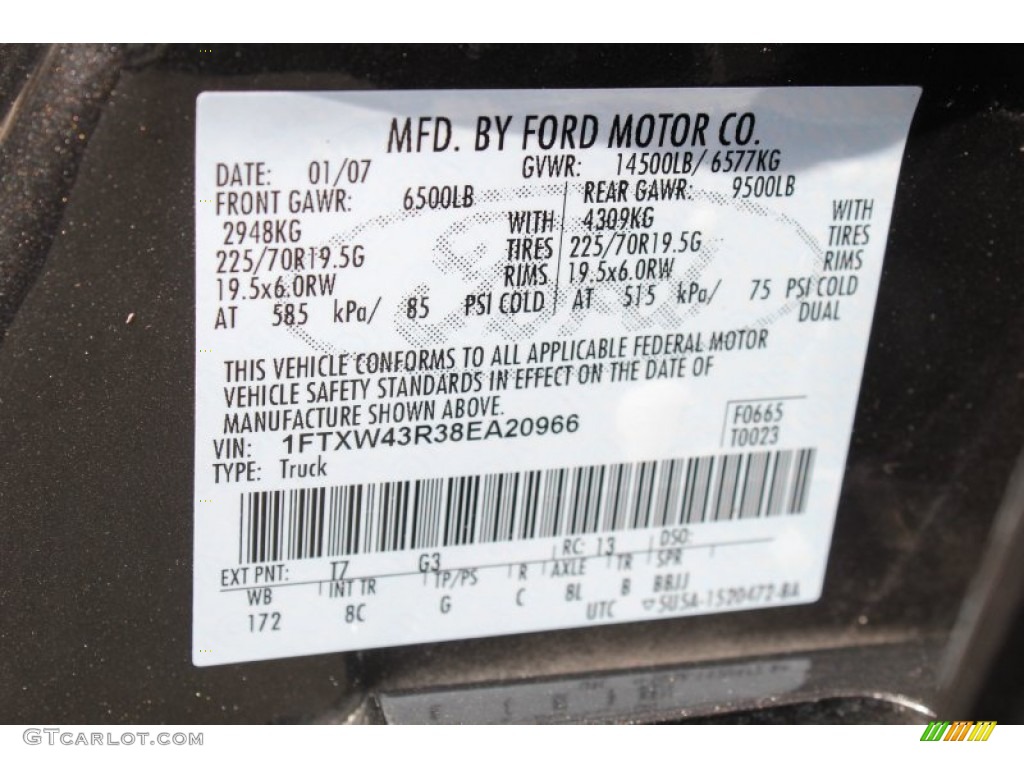 MFD. BY FORD MOTOR CO.
DATE: 01/07 GVWR: 14500LB/ 6577KG
FRONT GAWR: 6500LB REAR GAWR: 9500LB
2948KG WITH 4309KG WITH
225/70R19.5G TIRES 225/70R19.5G TIRES
19.5x6.0RW RIMS 19.5x6.0RW RIMS
AT 585 kPa/ 85 PSI COLD AT 515 kPa/ 75 PSI COLD
DUAL
THIS VEHICLE CONFORMS TO ALL APPLICABLE FEDERAL MOTOR
VEHICLE SAFETY STANDARDS IN EFFECT ON THE DATE OF
MANUFACTURE SHOWN ABOVE.
VIN: 1FTXW43R38EA20966 F0665
TYPE: Truck T0023
EXT PNT: T7 G3 RC: 13 DSO:
WB INT TR TP/PS R AXLE TR SPR
172 8C G C 8L B BBJJ
UTC 5U5A-1520472-BA
GTCarLot.com